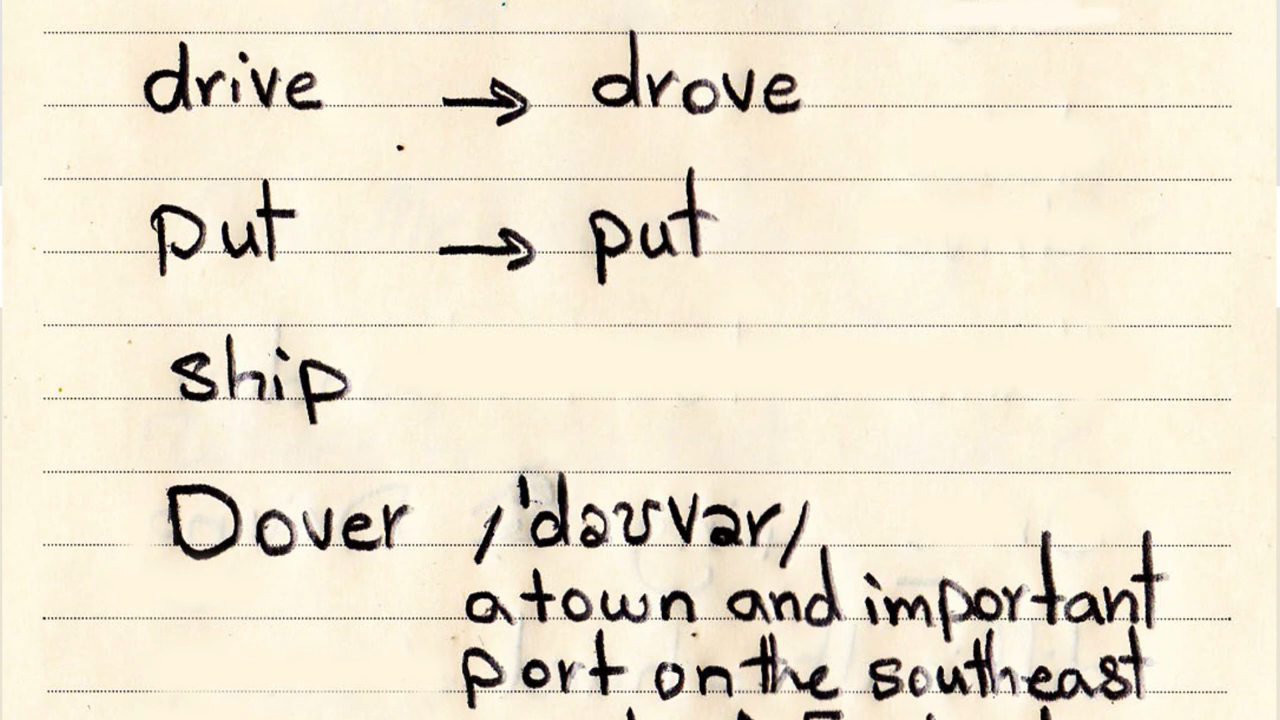 drive → drove
put → put
ship
Dover /ˈdəʊvər/
a town and important
port on the southeast